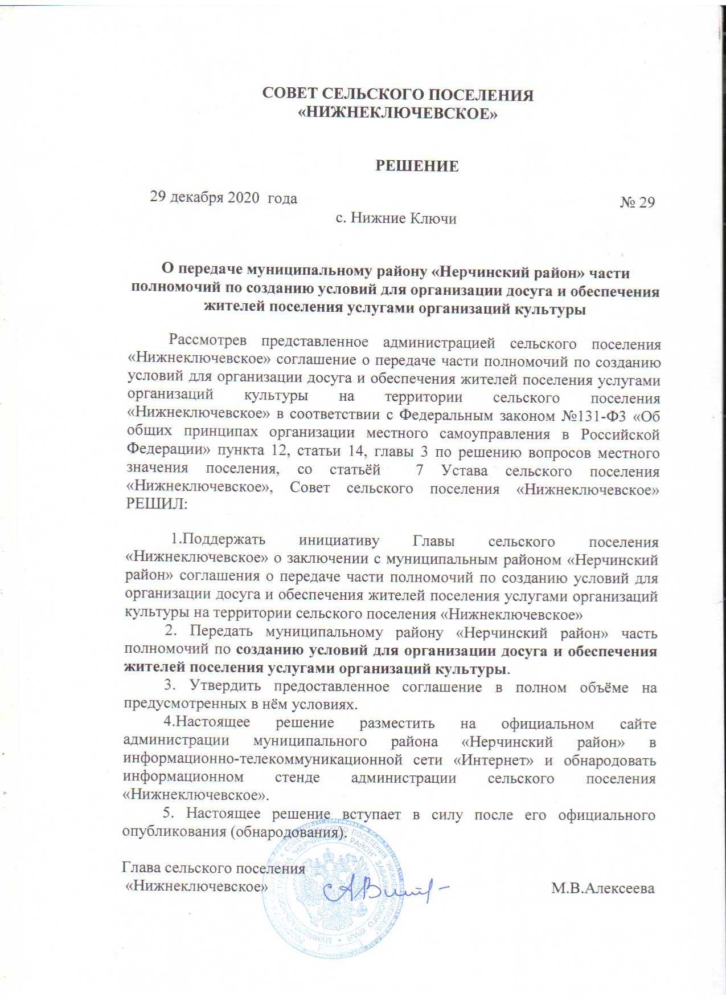 СОВЕТ СЕЛЬСКОГО ПОСЕЛЕНИЯ
«НИЖНЕКЛЮЧЕВСКОЕ»
РЕШЕНИЕ
29 декабря 2020 года № 29
с. Нижние Ключи
О передаче муниципальному району «Нерчинский район» части
полномочий по созданию условий для организации досуга и обеспечения
жителей поселения услугами организаций культуры
Рассмотрев представленное администрацией сельского поселения
«Нижнеключевское» соглашение о передаче части полномочий по созданию
условий для организации досуга и обеспечения жителей поселения услугами
организаций культуры на территории сельского поселения
«Нижнеключевское» в соответствии с Федеральным законом №131-ФЗ «Об
общих принципах организации местного самоуправления в Российской
Федерации» пункта 12, статьи 14, главы 3 по решению вопросов местного
значения поселения, со статьёй 7 Устава сельского поселения
«Нижнеключевское», Совет сельского поселения «Нижнеключевское»
РЕШИЛ:
1.Поддержать инициативу Главы сельского поселения
«Нижнеключевское» о заключении с муниципальным районом «Нерчинский
район» соглашения о передаче части полномочий по созданию условий для
организации досуга и обеспечения жителей поселения услугами организаций
культуры на территории сельского поселения «Нижнеключевское»
2. Передать муниципальному району «Нерчинский район» часть
полномочий по созданию условий для организации досуга и обеспечения
жителей поселения услугами организаций культуры.
3. Утвердить предоставленное соглашение в полном объёме на
предусмотренных в нём условиях.
4.Настоящее решение разместить на официальном сайте
администрации муниципального района «Нерчинский район» в
информационно-телекоммуникационной сети «Интернет» и обнародовать
информационном стенде администрации сельского поселения
«Нижнеключевское».
5. Настоящее решение вступает в силу после его официального
опубликования (обнародования).
Глава сельского поселения
«Нижнеключевское» М.В.Алексеева
СОВЕТ СЕЛЬСКОГО ПОСЕЛЕНИЯ "НИЖНЕКЛЮЧЕВСКОЕ"
МУНИЦИПАЛЬНОГО РАЙОНА "НЕРЧИНСКИЙ РАЙОН" ЗАБАЙКАЛЬСКОГО КРАЯ